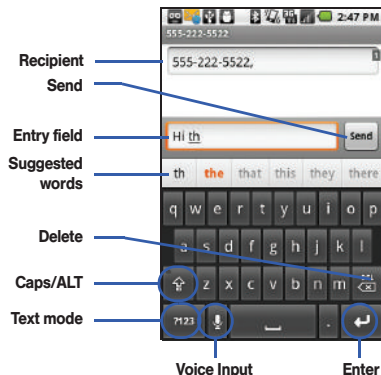 2:47 PM
555-222-5522
Recipient
555-222-5522,
1
Send
Entry field
Hi th
Send
Suggested words
th the that this they there
q w e r t y u i o p
Delete
a s d f g h j k l
DEL
Caps/ALT
z x c v b n m
Text mode
?123
.
Voice Input
Enter